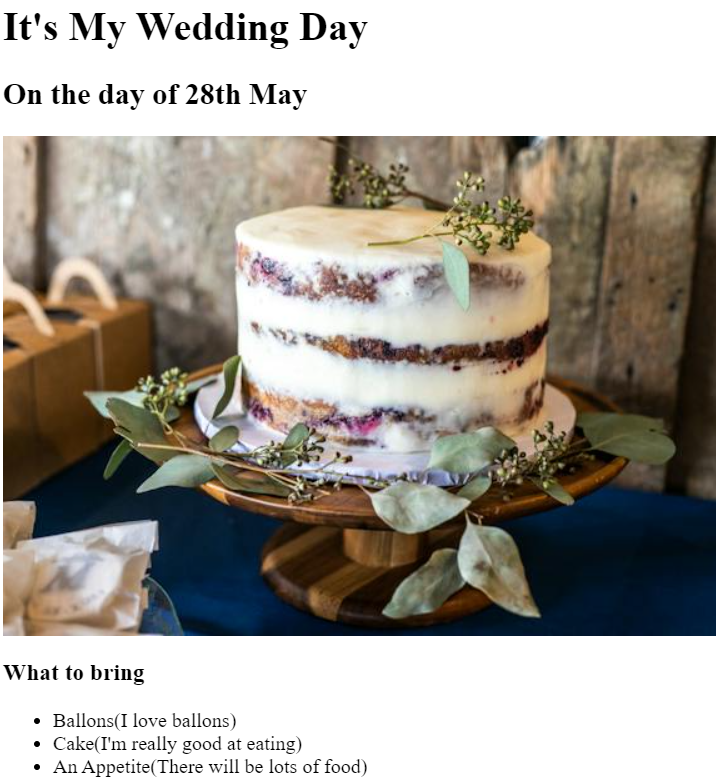 It's My Wedding Day
On the day of 28th May
What to bring
Ballons(I love ballons)
Cake(I'm really good at eating)
An Appetite(There will be lots of food)